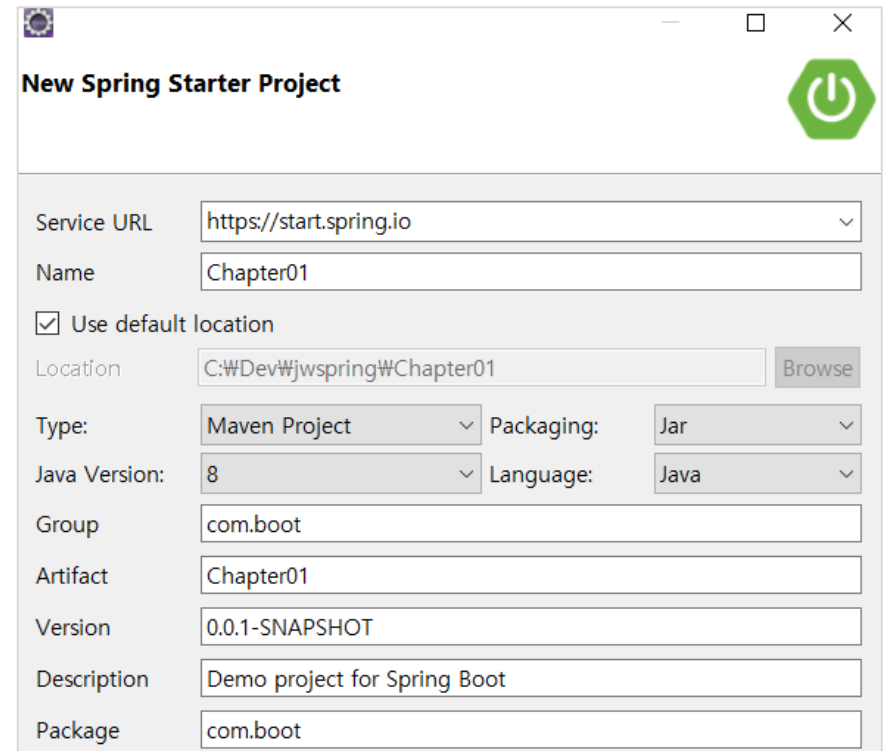 New Spring Starter Project
Service URL https://start.spring.io
Name Chapter01
Use default location
Location C:₩Dev₩jwspring₩Chapter01 Browse
Type: Maven Project Packaging: Jar
Java Version: 8 Language: Java
Group com.boot
Artifact Chapter01
Version 0.0.1-SNAPSHOT
Description Demo project for Spring Boot
Package com.boot